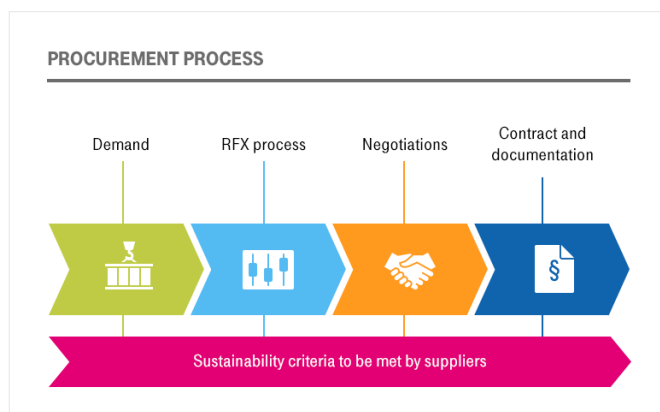 PROCUREMENT PROCESS
Demand
RFX process
Negotiations
Contract and
documentation
§
Sustainability criteria to be met by suppliers